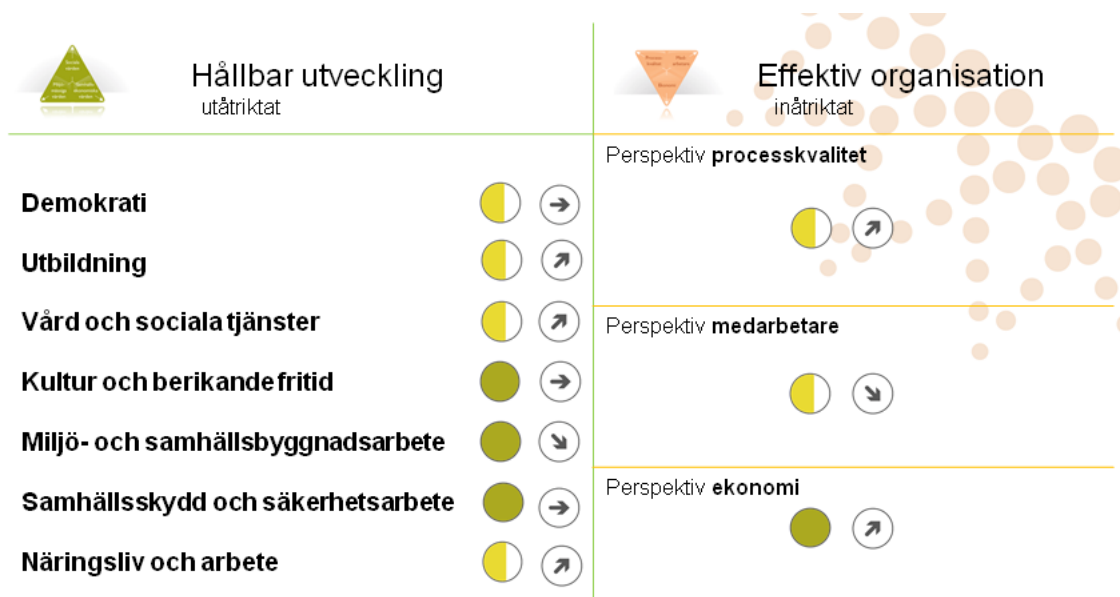 Hållbar utveckling
utåtriktat
Demokrati
Utbildning
Vård och sociala tjänster
Kultur och berikande fritid
Miljö- och samhällsbyggnadsarbete
Samhällsskydd och säkerhetsarbete
Näringsliv och arbete
Effektiv organisation
inåtriktat
Perspektiv processkvalitet
Perspektiv medarbetare
Perspektiv ekonomi